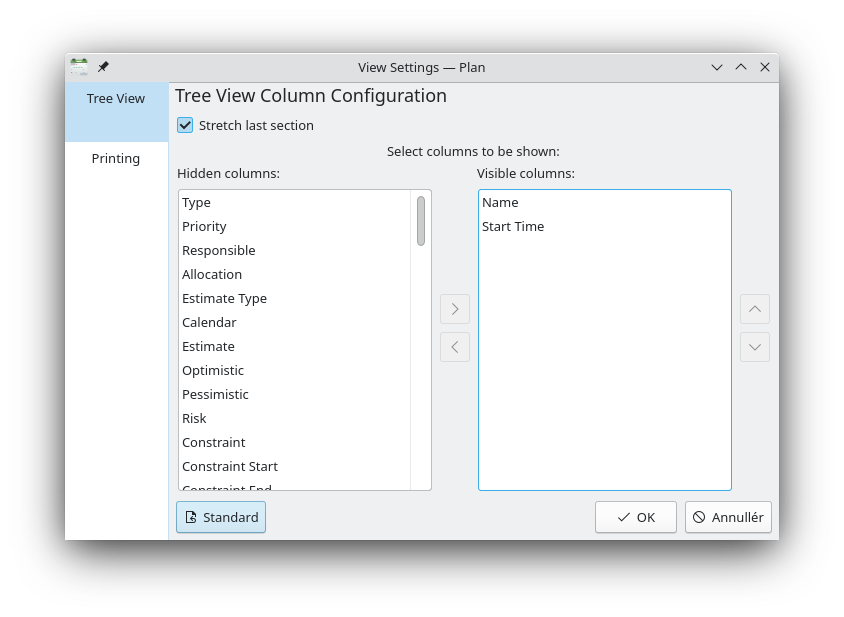 View Settings — Plan
Tree View
Printing
Tree View Column Configuration
Stretch last section
Select columns to be shown:
Hidden columns:
Visible columns:
Type
Priority
Responsible
Allocation
Estimate Type
Calendar
Estimate
Optimistic
Pessimistic
Risk
Constraint
Constraint Start
Constraint End
Name
Start Time
Standard
OK
Annullér